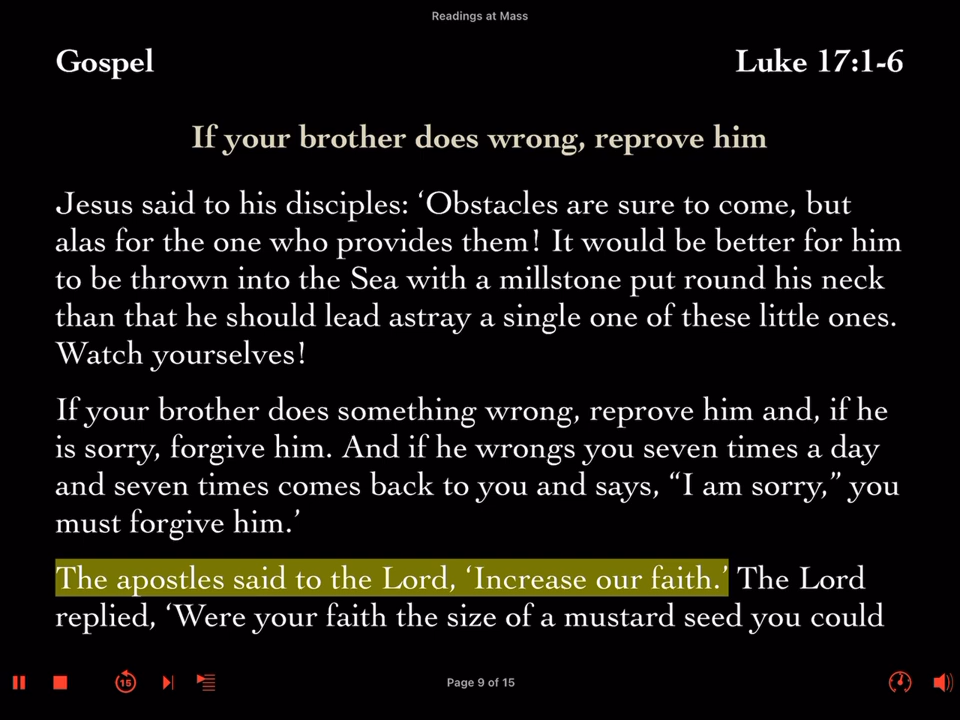 Readings at Mass
Gospel
Luke 17:1-6
If your brother does wrong, reprove him
Jesus said to his disciples: ‘Obstacles are sure to come, but
alas for the one who provides them! It would be better for him
to be thrown into the Sea with a millstone put round his neck
than that he should lead astray a single one of these little ones.
Watch yourselves!
If your brother does something wrong, reprove him and, if he
is sorry, forgive him. And if he wrongs you seven times a day
and seven times comes back to you and says, “I am sorry,” you
must forgive him.’
The apostles said to the Lord, ‘Increase our faith.’ The Lord
replied, ‘Were your faith the size of a mustard seed you could
15
Page 9 of 15